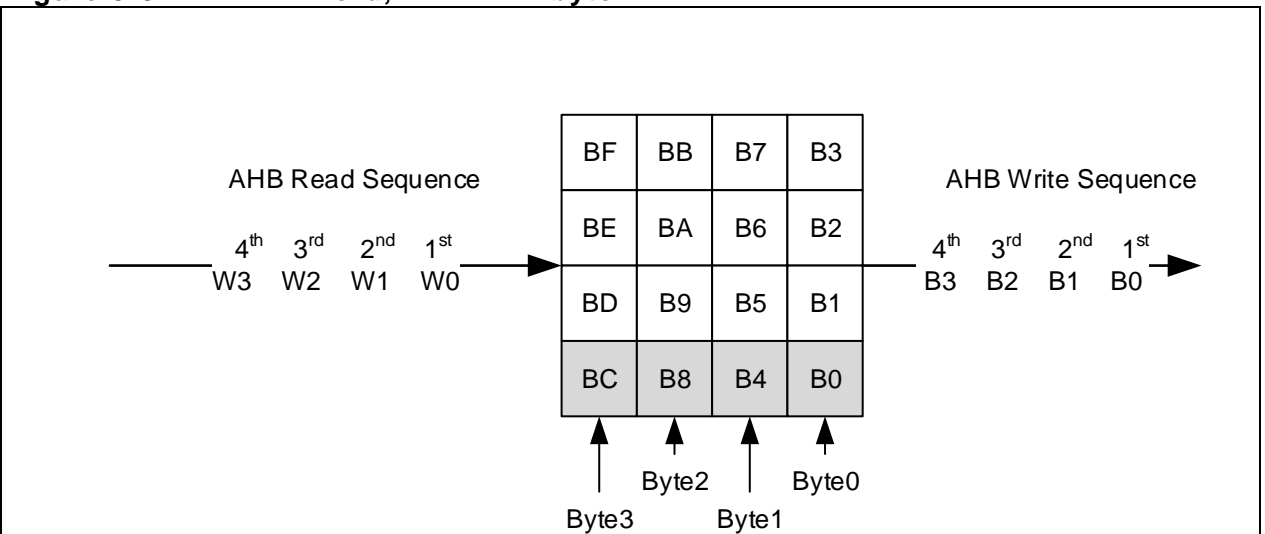 BF BB B7 B3
AHB Read Sequence
AHB Write Sequence
BE BA B6 B2
4th 3rd 2nd 1st
4th 3rd 2nd 1st
W3 W2 W1 W0
B3 B2 B1 B0
BD B9 B5 B1
BC B8 B4 B0
Byte2 Byte0
Byte3 Byte1